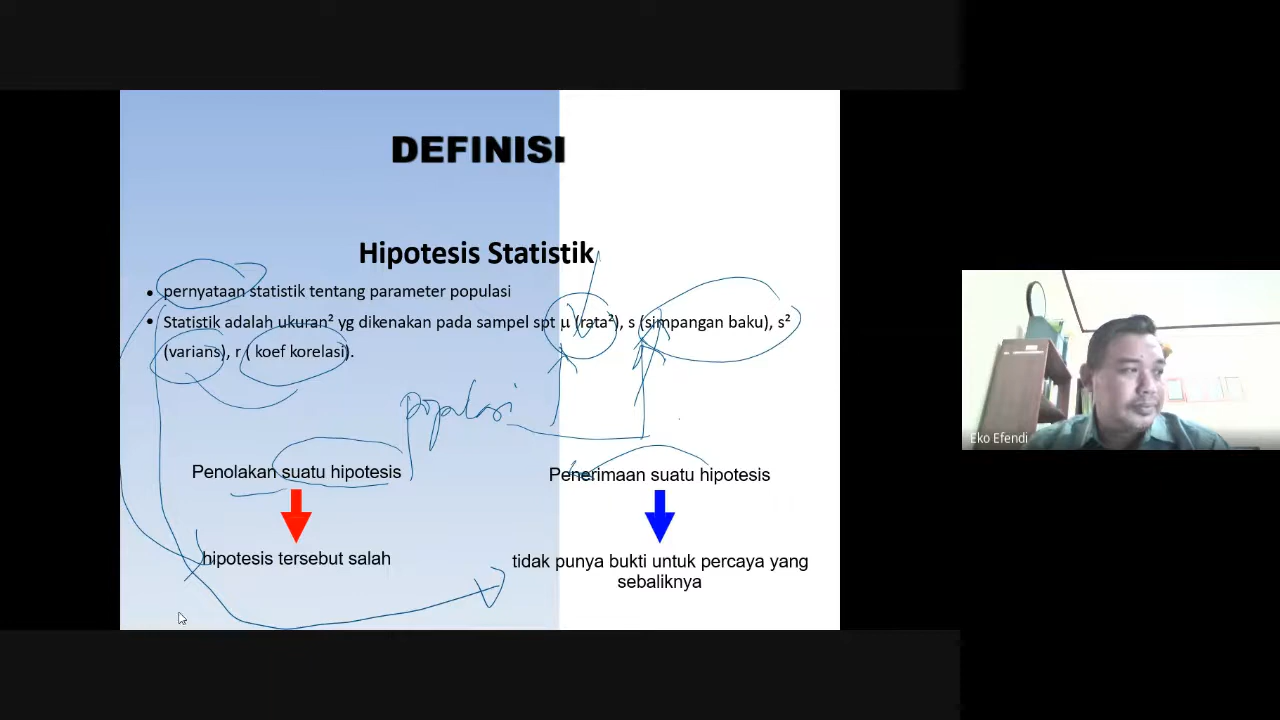 DEFINISI
Hipotesis Statistik
• pernyataan statistik tentang parameter populasi
• Statistik adalah ukuran² yg dikenakan pada sampel spt µ (rata²), s (simpangan baku), s²
(varians), r ( koef korelasi).
populasi
Penolakan suatu hipotesis
Penerimaan suatu hipotesis
hipotesis tersebut salah
tidak punya bukti untuk percaya yang
sebaliknya
Eko Efendi